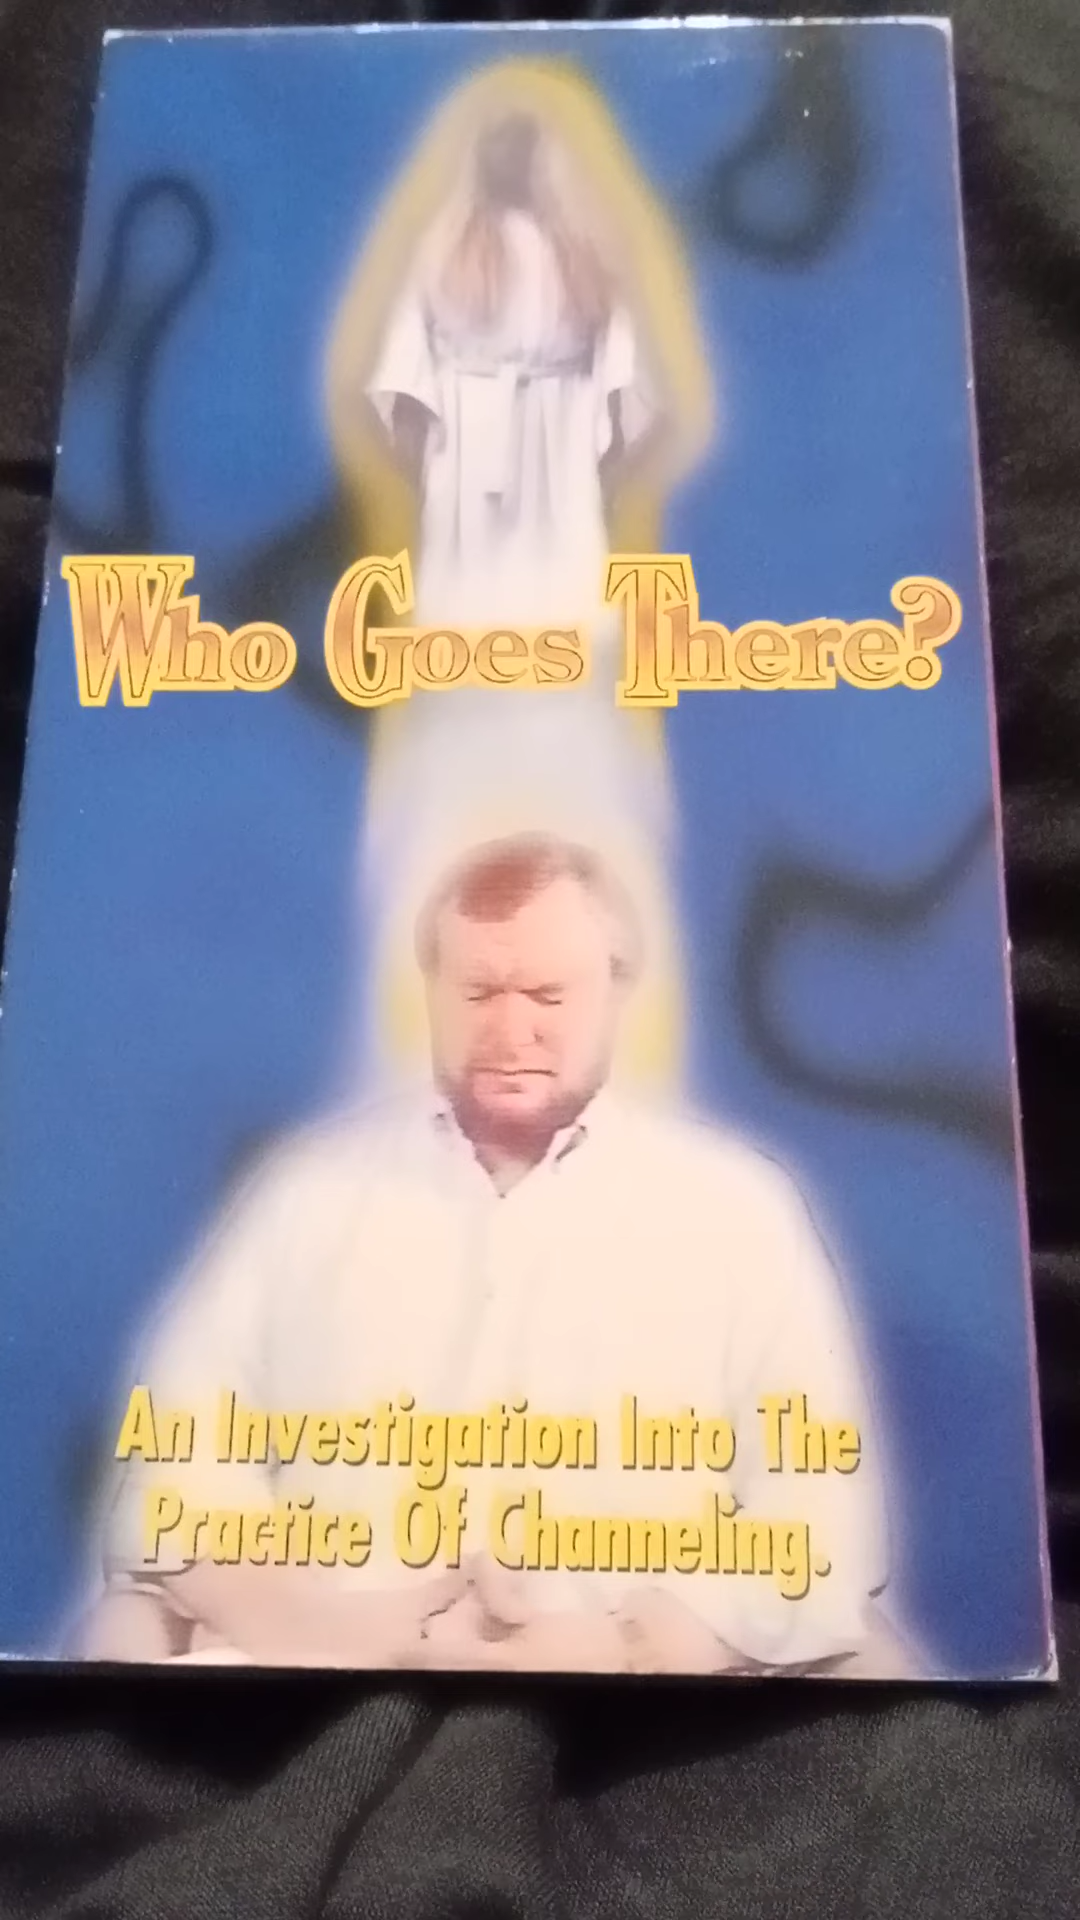 Who Goes There?
An Investigation Into The
Practice Of Channeling.